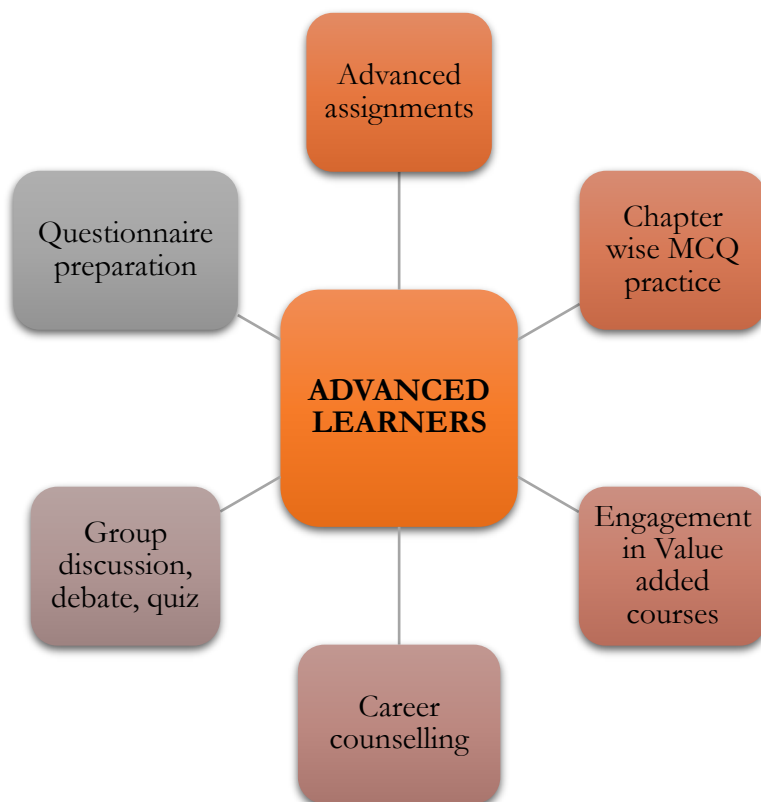 Advanced
assignments
Chapter
wise MCQ
practice
Engagement
in Value
added
courses
Career
counselling
Group
discussion,
debate, quiz
Questionnaire
preparation
ADVANCED
LEARNERS